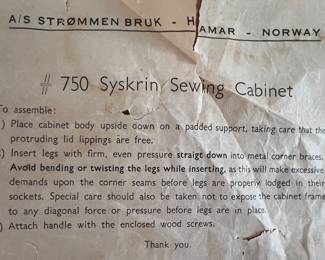 A/S STRØMMEN BRUK - HAMAR - NORWAY
# 750 Syskrin Sewing Cabinet
To assemble:
) Place cabinet body upside down on a padded support, taking care that the
protruding lid lippings are free.
) Insert legs with firm, even pressure straigt down into metal corner braces.
Avoid bending or twisting the legs while inserting, as this will make excessive
demands upon the corner seams before legs are properly lodged in their
sockets. Special care should also be taken not to expose the cabinet frame
to any diagonal force or pressure before legs are in place.
) Attach handle with the enclosed wood screws.
Thank you.